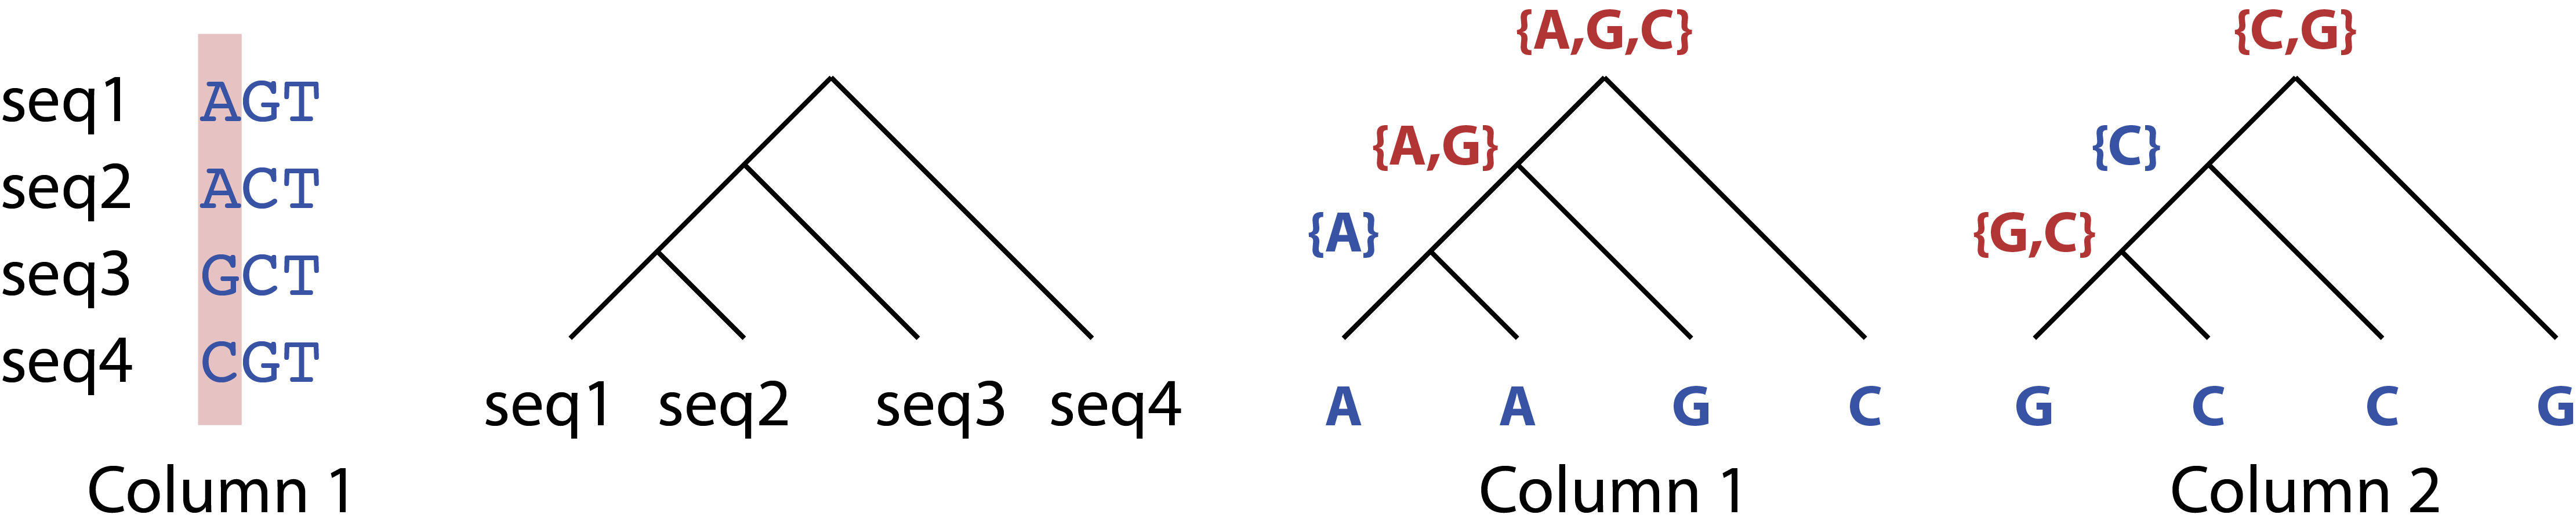 seq1 AGT
seq2 ACT
seq3 GCT
seq4 CGT
Column 1
seq1 seq2 seq3 seq4
{A,G,C}
{A,G}
{A}
A A G C
Column 1
{C,G}
{C}
{G,C}
G C C G
Column 2